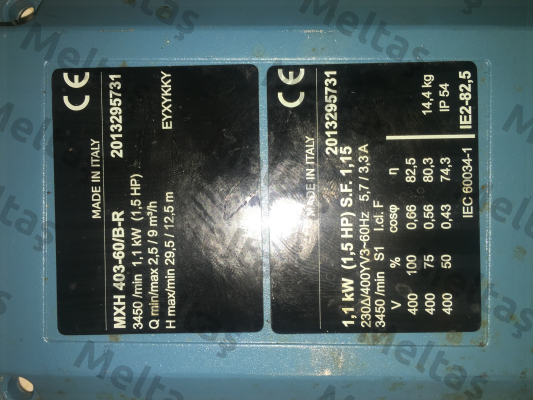 CE
MADE IN ITALY
2013295731
MXH 403-60/B-R
EYXYKKY
3450 /min 1,1 kW (1,5 HP)
Q min/max 2,5 / 9 m³/h
H max/min 29,5 / 12,5 m
CE
MADE IN ITALY
2013295731
1,1 kW (1,5 HP) S.F. 1,15
230Δ/400YV3~60Hz 5,7 / 3,3 A
3450 /min S1 I.cl. F
14,4 kg
IP 54
V % cosφ η
IE2-82,5
400 100 0,66 82,5
400 75 0,56 80,3
400 50 0,43 74,3
IEC 60034-1
Meltaş